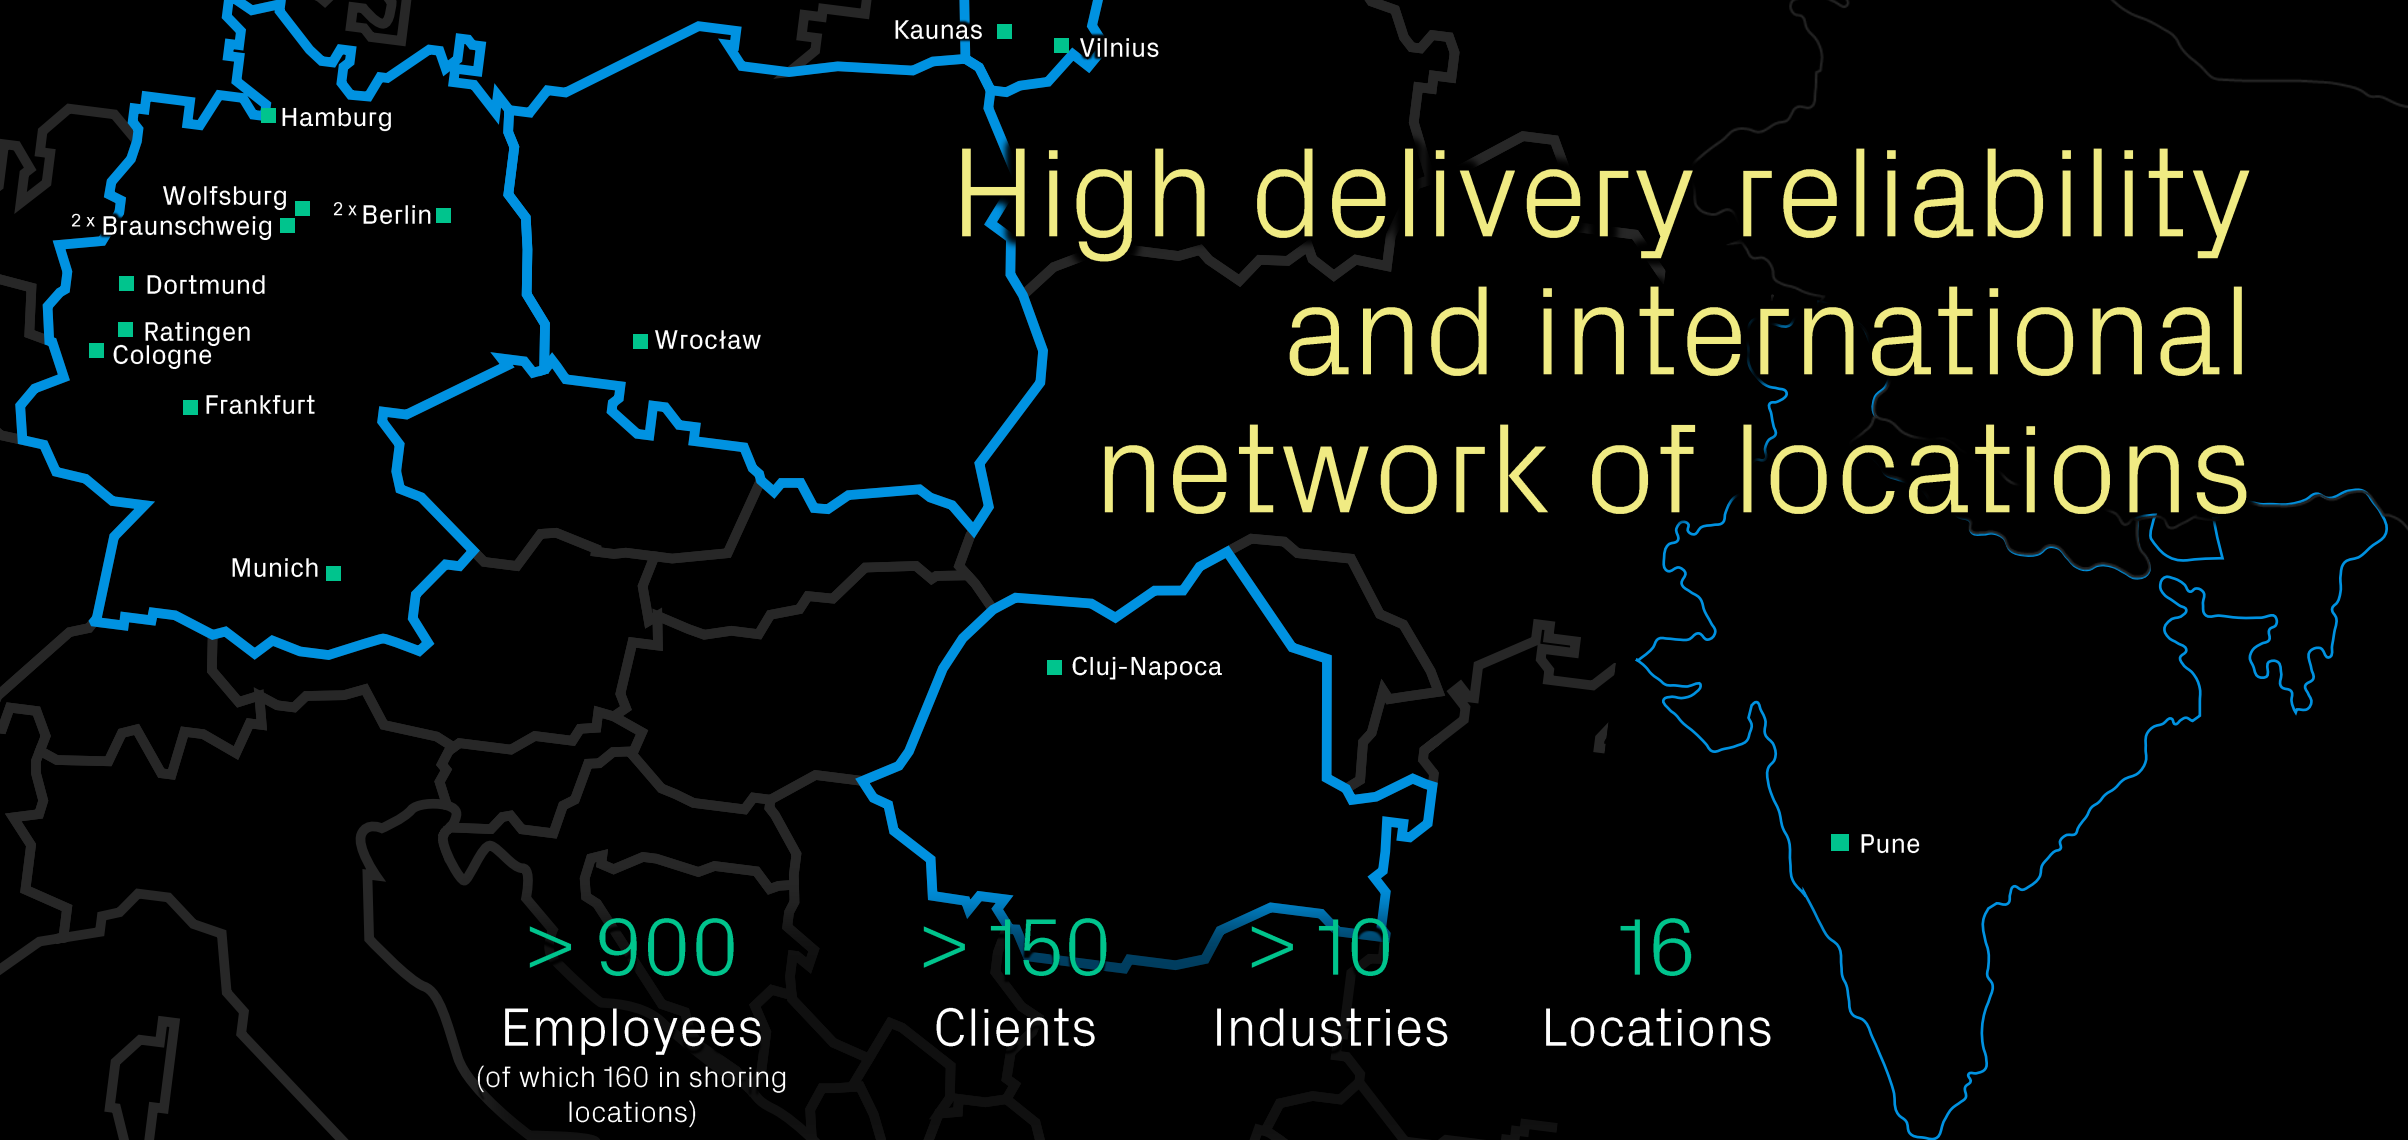 Kaunas
Vilnius
Hamburg
Wolfsburg
2 x Braunschweig
2 x Berlin
Dortmund
Ratingen
Cologne
Frankfurt
Wrocław
Munich
High delivery reliability
and international
network of locations
Cluj-Napoca
Pune
> 900
Employees
(of which 160 in shoring
locations)
> 150
Clients
> 10
Industries
16
Locations